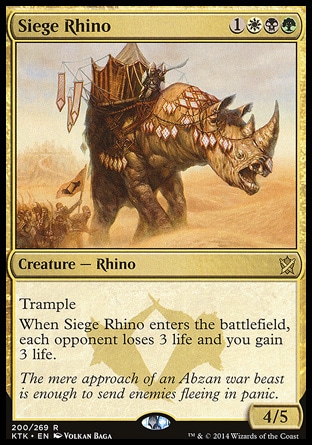 Siege Rhino 1
Creature — Rhino
Trample
When Siege Rhino enters the battlefield,
each opponent loses 3 life and you gain
3 life.
The mere approach of an Abzan war beast
is enough to send enemies fleeing in panic.
4/5
200/269 R
KTK • EN Volkan Baga
™ & © 2014 Wizards of the Coast